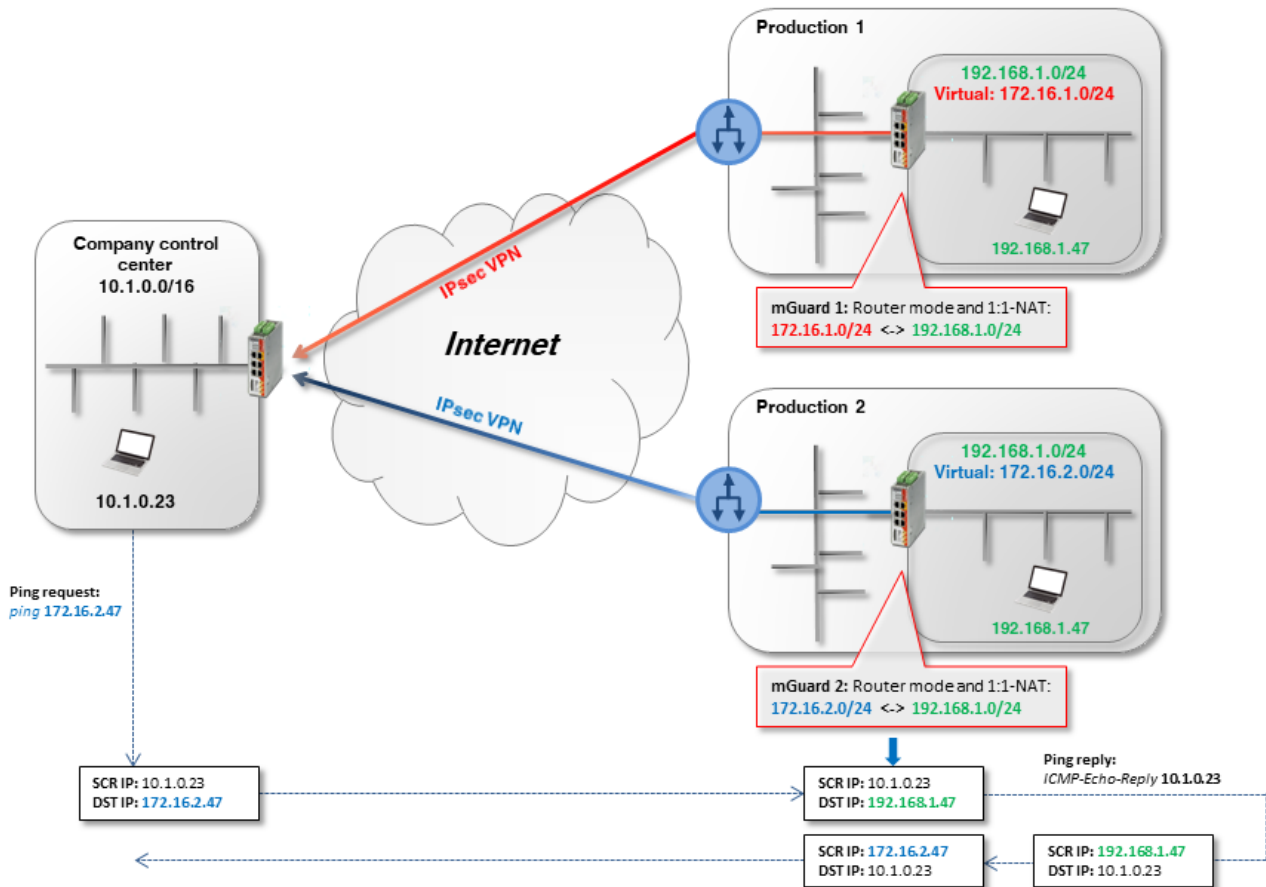 Production 1
192.168.1.0/24
Virtual: 172.16.1.0/24
192.168.1.47
mGuard 1: Router mode and 1:1-NAT:
172.16.1.0/24 <-> 192.168.1.0/24
Company control
center
10.1.0.0/16
10.1.0.23
IPsec VPN
Internet
IPsec VPN
Production 2
192.168.1.0/24
Virtual: 172.16.2.0/24
192.168.1.47
mGuard 2: Router mode and 1:1-NAT:
172.16.2.0/24 <-> 192.168.1.0/24
Ping request:
ping 172.16.2.47
SCR IP: 10.1.0.23
DST IP: 172.16.2.47
SCR IP: 10.1.0.23
DST IP: 192.168.1.47
Ping reply:
ICMP-Echo-Reply 10.1.0.23
SCR IP: 172.16.2.47
DST IP: 10.1.0.23
SCR IP: 192.168.1.47
DST IP: 10.1.0.23